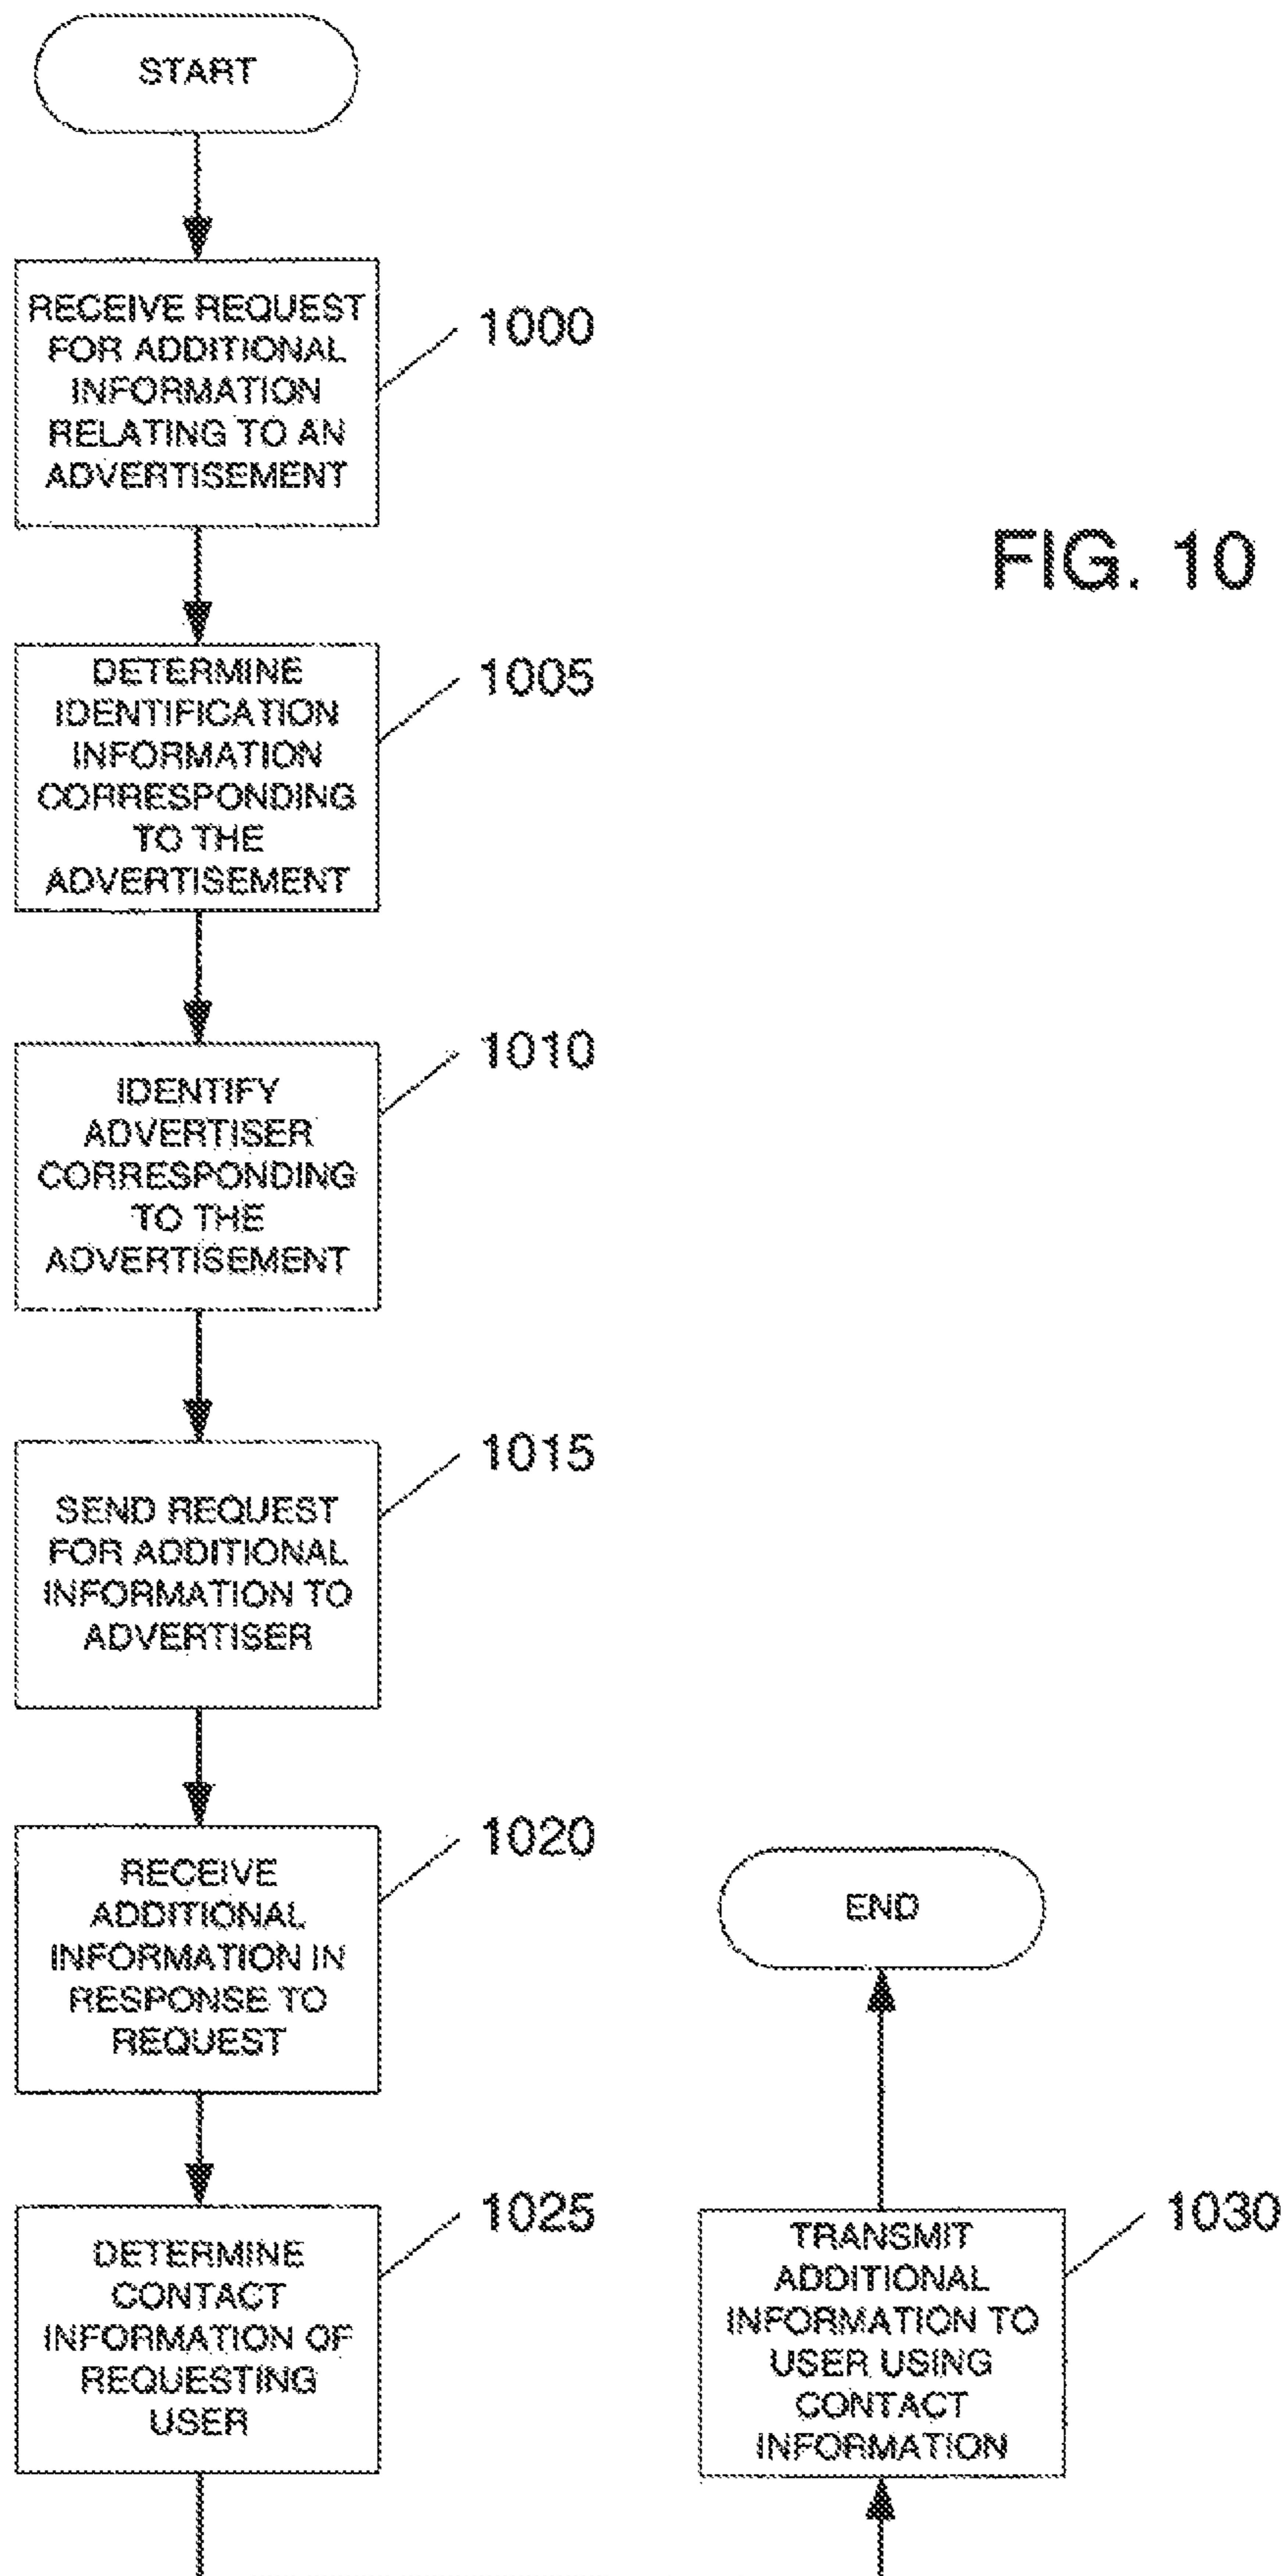 START
RECEIVE REQUEST
FOR ADDITIONAL
INFORMATION
RELATING TO AN
ADVERTISEMENT
1000
FIG. 10
DETERMINE
IDENTIFICATION
INFORMATION
CORRESPONDING
TO THE
ADVERTISEMENT
1005
IDENTIFY
ADVERTISER
CORRESPONDING
TO THE
ADVERTISEMENT
1010
SEND REQUEST
FOR ADDITIONAL
INFORMATION TO
ADVERTISER
1015
RECEIVE
ADDITIONAL
INFORMATION IN
RESPONSE TO
REQUEST
1020
DETERMINE
CONTACT
INFORMATION OF
REQUESTING
USER
1025
TRANSMIT
ADDITIONAL
INFORMATION TO
USER USING
CONTACT
INFORMATION
1030
END